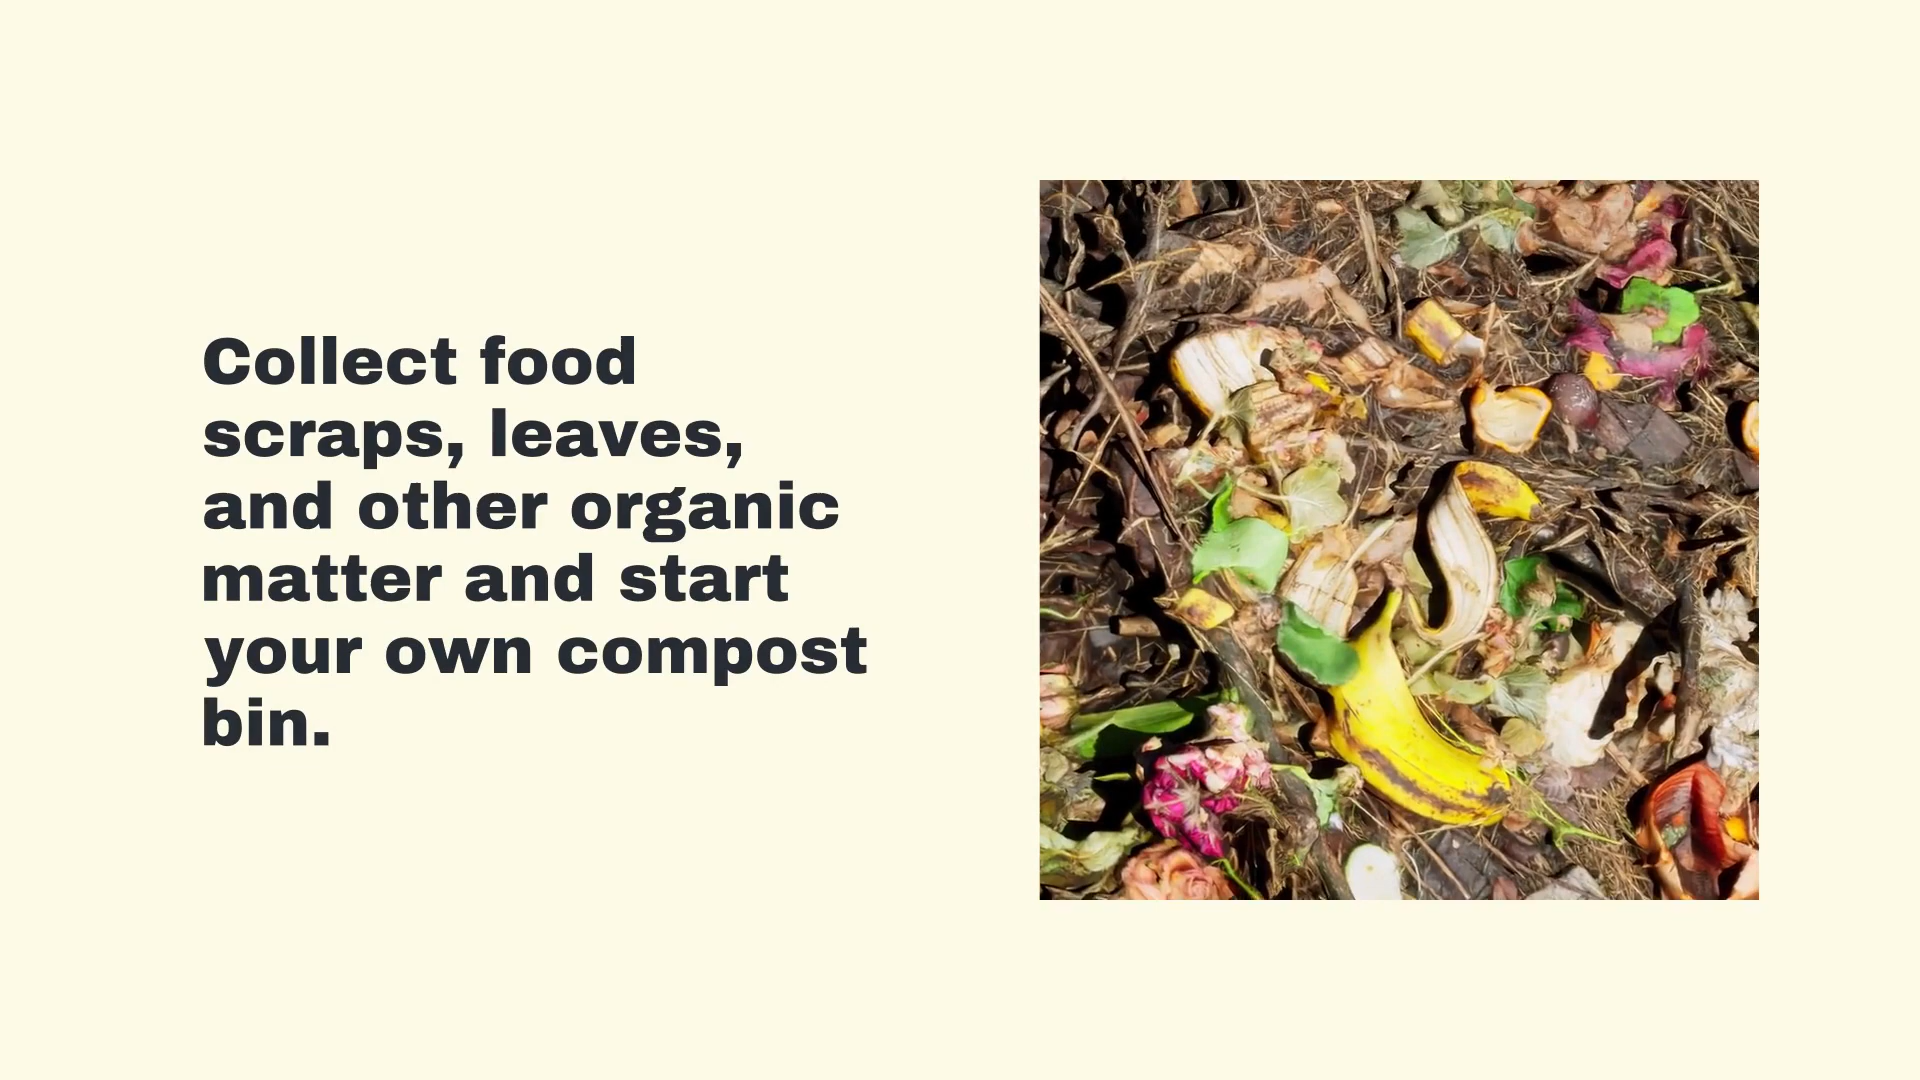 Collect food
scraps, leaves,
and other organic
matter and start
your own compost
bin.